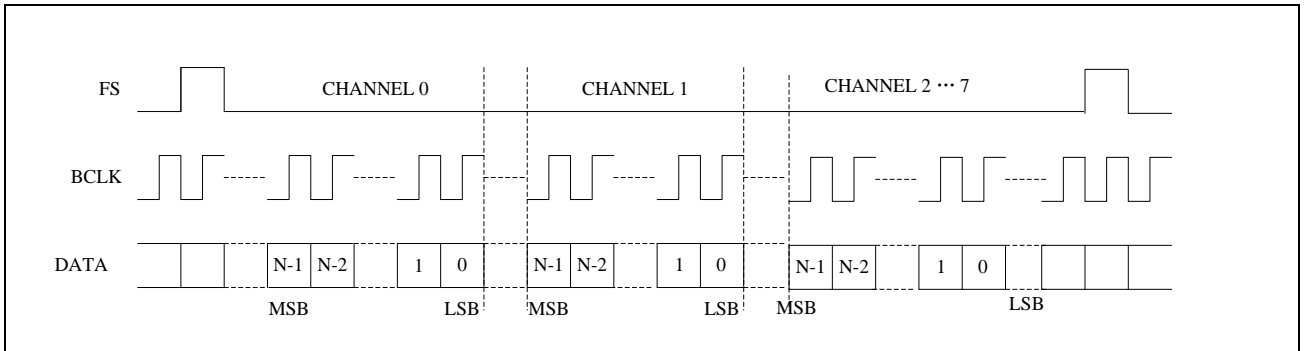 FS CHANNEL 0 CHANNEL 1 CHANNEL 2 ··· 7
BCLK
DATA N-1 N-2 1 0 N-1 N-2 1 0 N-1 N-2 1 0
MSB LSB MSB LSB MSB LSB